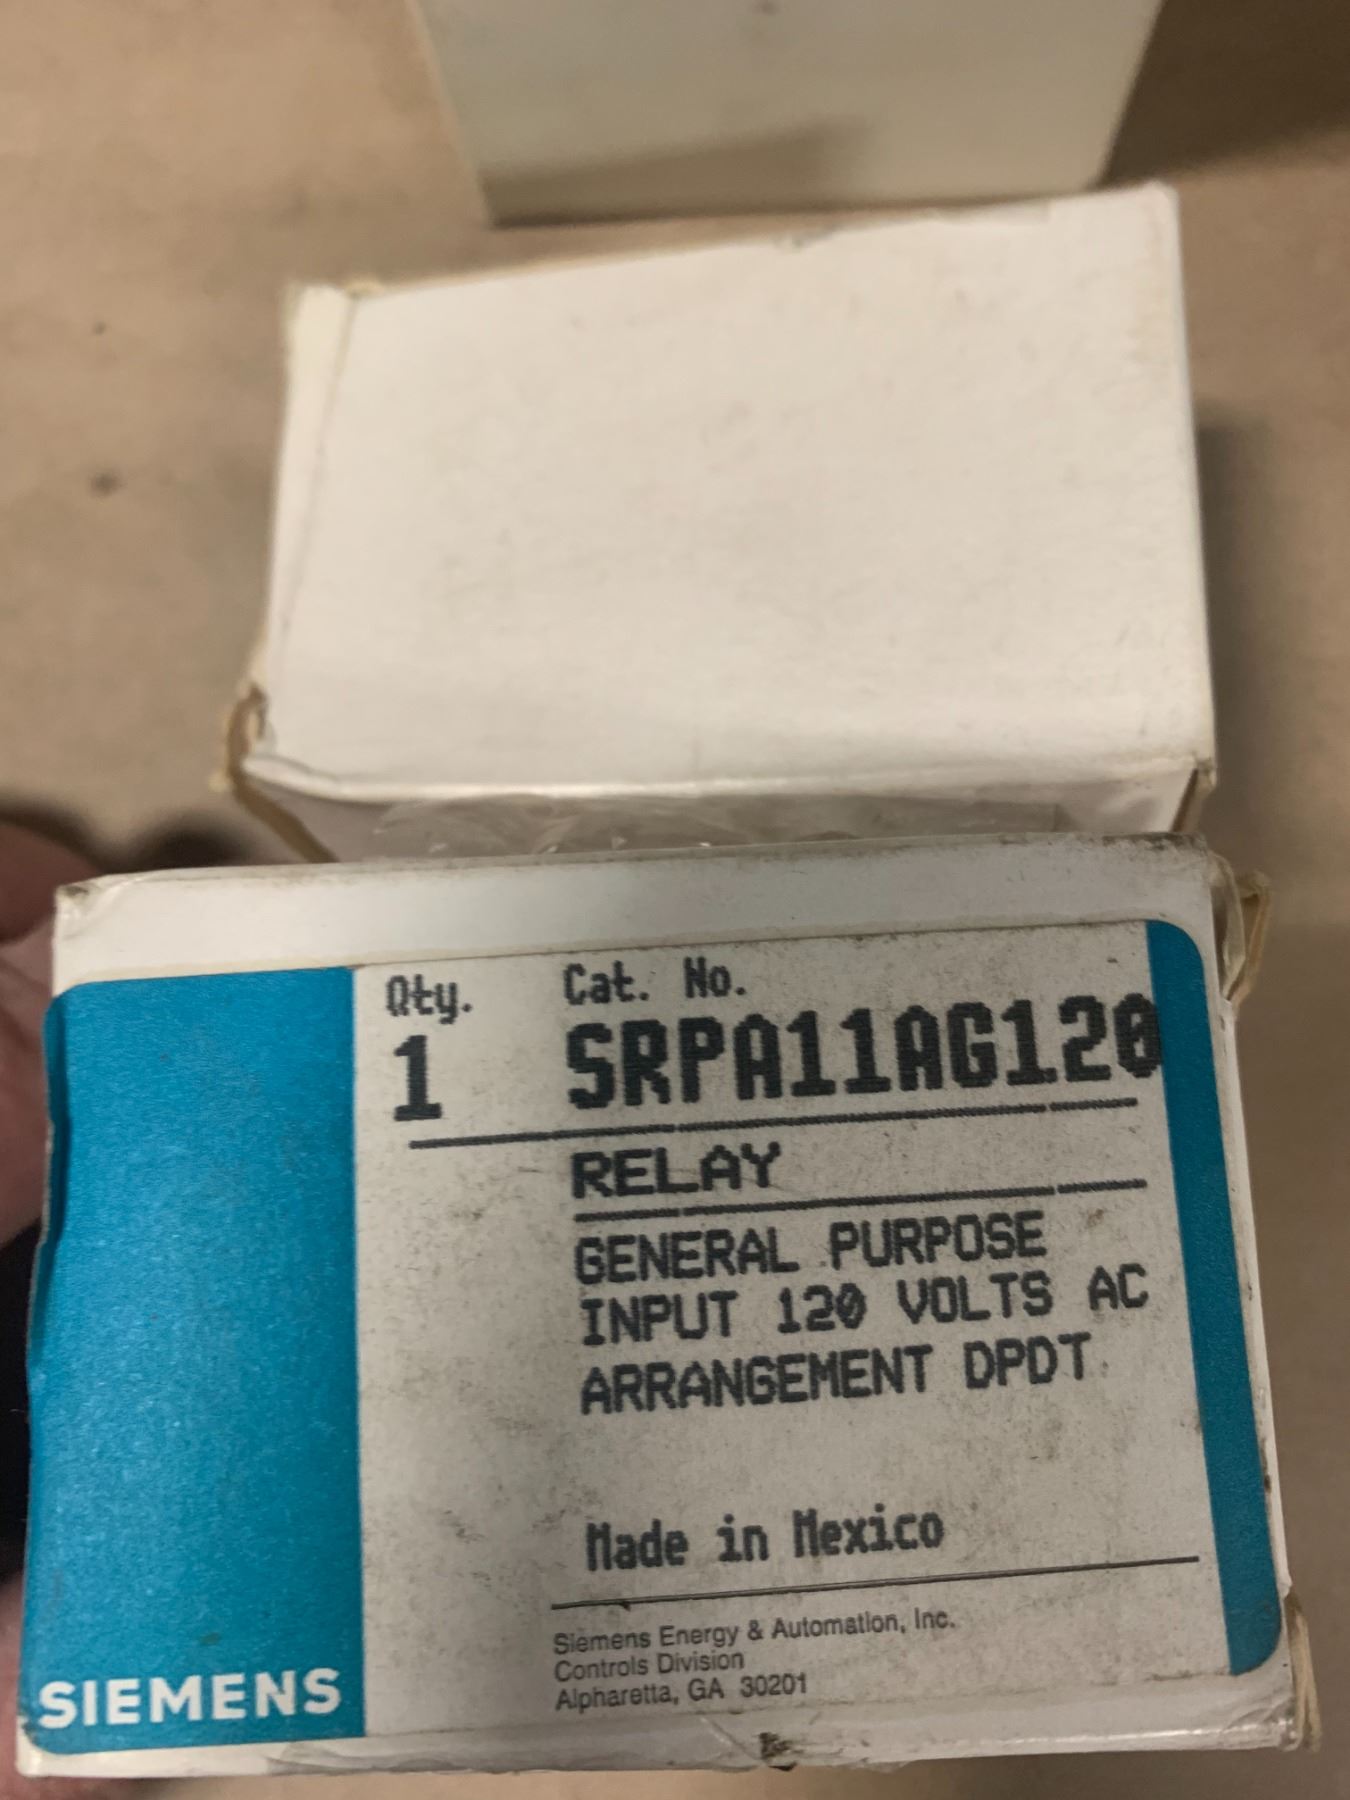 Qty. Cat. No.
1 SRPA11AG120
RELAY
GENERAL PURPOSE
INPUT 120 VOLTS AC
ARRANGEMENT DPDT
Made in Mexico
Siemens Energy & Automation, Inc.
Controls Division
Alpharetta, GA 30201
SIEMENS